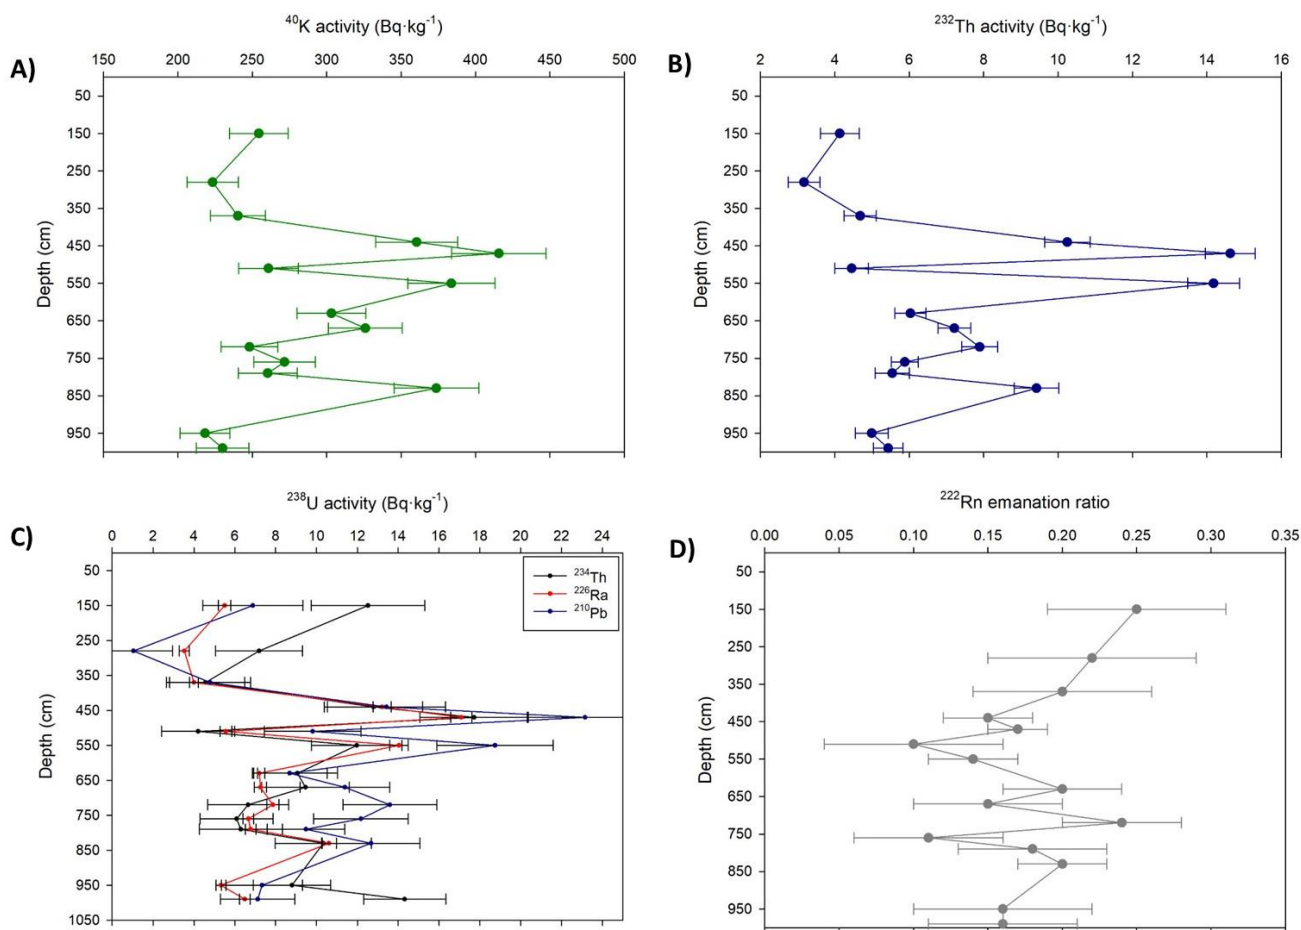 A)
⁴⁰K activity (Bq·kg⁻¹)
150 200 250 300 350 400 450 500
Depth (cm)
50
150
250
350
450
550
650
750
850
950
B)
²³²Th activity (Bq·kg⁻¹)
2 4 6 8 10 12 14 16
Depth (cm)
50
150
250
350
450
550
650
750
850
950
C)
²³⁸U activity (Bq·kg⁻¹)
0 2 4 6 8 10 12 14 16 18 20 22 24
Depth (cm)
50
150
250
350
450
550
650
750
850
950
1050
²³⁴Th
²²⁶Ra
²¹⁰Pb
D)
²²²Rn emanation ratio
0.00 0.05 0.10 0.15 0.20 0.25 0.30 0.35
Depth (cm)
50
150
250
350
450
550
650
750
850
950